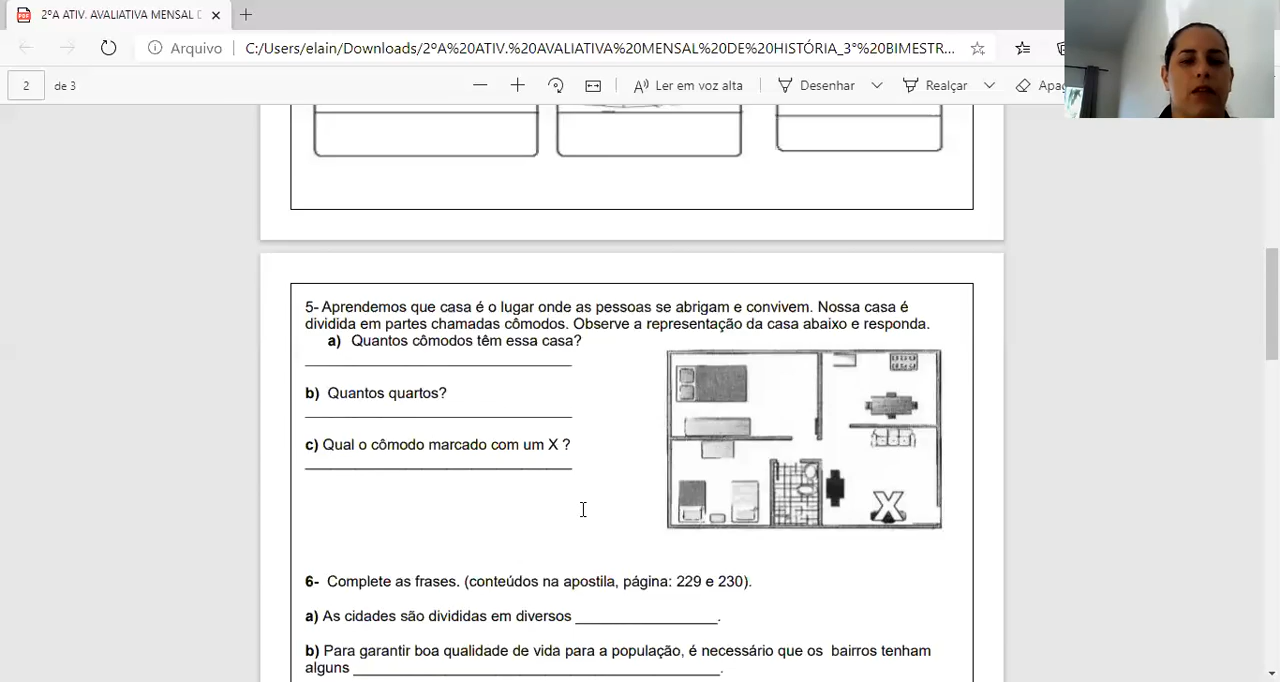 2ºA ATIV. AVALIATIVA MENSAL
Arquivo
C:/Users/elain/Downloads/2°A%20ATIV.%20AVALIATIVA%20MENSAL%20DE%20HISTÓRIA_3°%20BIMESTR...
2
de 3
Ler em voz alta
Desenhar
Realçar
5- Aprendemos que casa é o lugar onde as pessoas se abrigam e convivem. Nossa casa é
dividida em partes chamadas cômodos. Observe a representação da casa abaixo e responda.
a) Quantos cômodos têm essa casa?
b) Quantos quartos?
c) Qual o cômodo marcado com um X ?
X
6- Complete as frases. (conteúdos na apostila, página: 229 e 230).
a) As cidades são divididas em diversos _________________.
b) Para garantir boa qualidade de vida para a população, é necessário que os bairros tenham
alguns ____________________________________________.